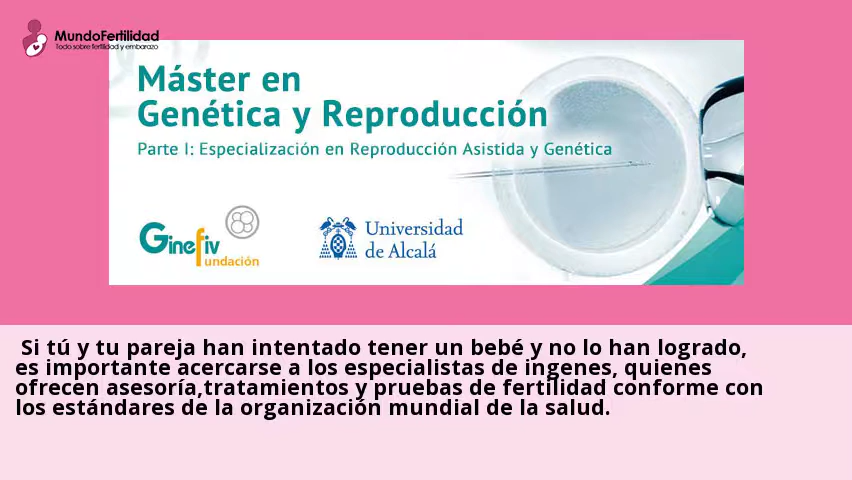 MundoFertilidad
Todo sobre fertilidad y embarazo
Máster en
Genética y Reproducción
Parte I: Especialización en Reproducción Asistida y Genética
Ginefiv
Fundación
Universidad
de Alcalá
Si tú y tu pareja han intentado tener un bebé y no lo han logrado,
es importante acercarse a los especialistas de ingenes, quienes
ofrecen asesoría,tratamientos y pruebas de fertilidad conforme con
los estándares de la organización mundial de la salud.